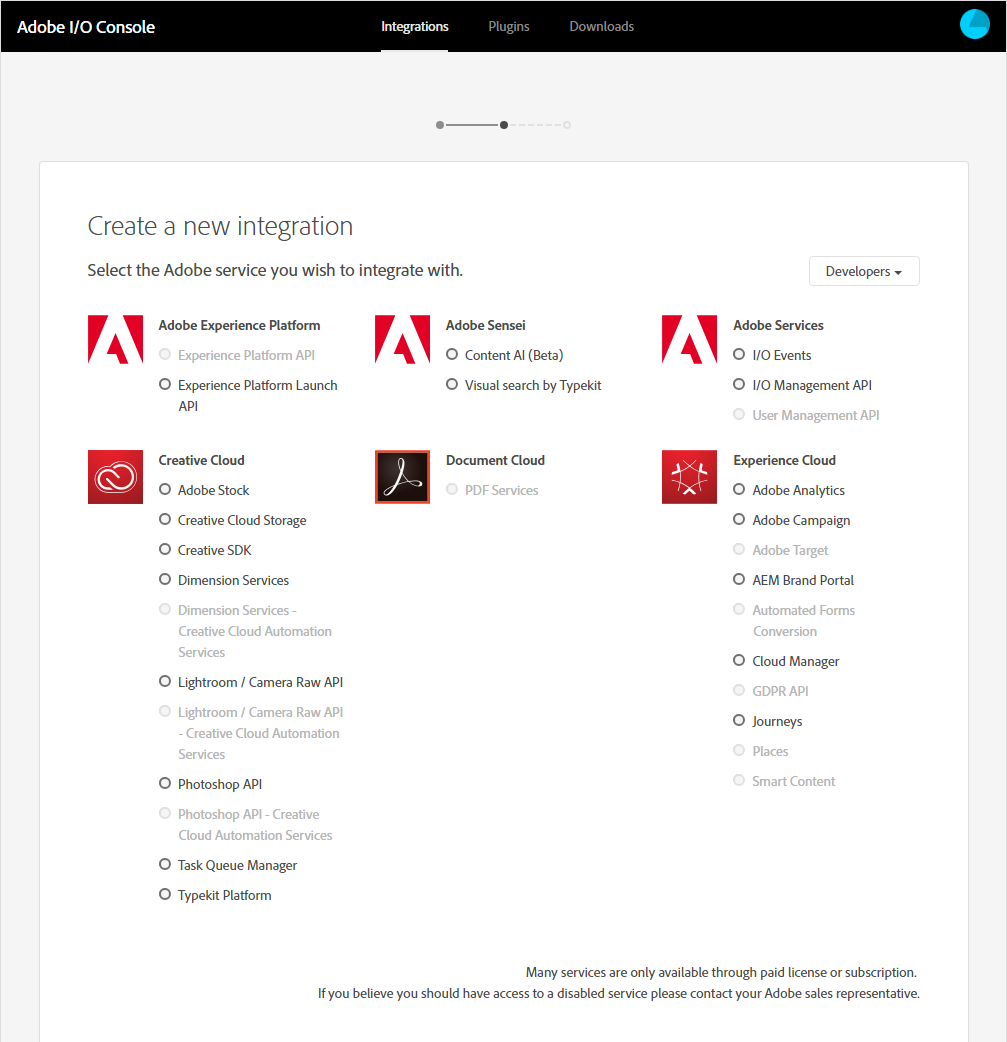 Adobe I/O Console
Integrations
Plugins
Downloads
Create a new integration
Select the Adobe service you wish to integrate with.
Developers
Adobe Experience Platform
Experience Platform API
Experience Platform Launch
API
Adobe Sensei
Content AI (Beta)
Visual search by Typekit
Adobe Services
I/O Events
I/O Management API
User Management API
Creative Cloud
Adobe Stock
Creative Cloud Storage
Creative SDK
Dimension Services
Dimension Services -
Creative Cloud Automation
Services
Lightroom / Camera Raw API
Lightroom / Camera Raw API
- Creative Cloud Automation
Services
Photoshop API
Photoshop API - Creative
Cloud Automation Services
Task Queue Manager
Typekit Platform
Document Cloud
PDF Services
Experience Cloud
Adobe Analytics
Adobe Campaign
Adobe Target
AEM Brand Portal
Automated Forms
Conversion
Cloud Manager
GDPR API
Journeys
Places
Smart Content
Many services are only available through paid license or subscription.
If you believe you should have access to a disabled service please contact your Adobe sales representative.